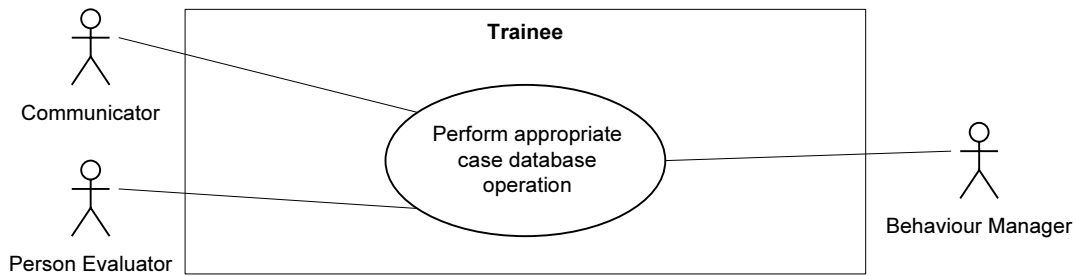 Trainee
Communicator
Perform appropriate
case database
operation
Behaviour Manager
Person Evaluator